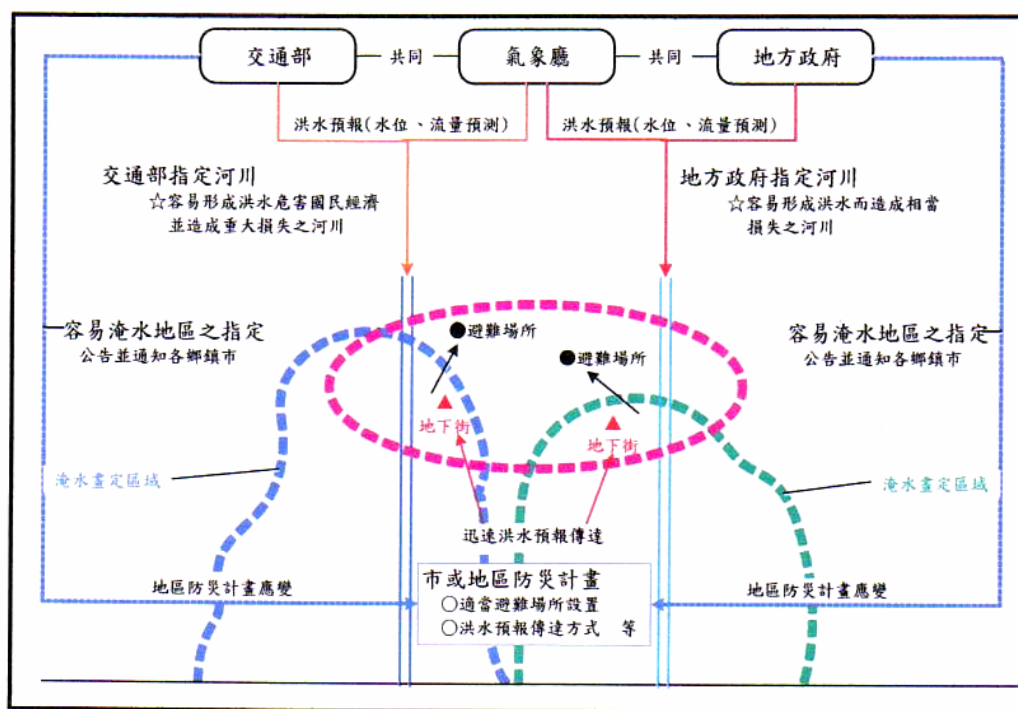 交通部
共同
氣象廳
共同
地方政府
洪水預報(水位、流量預測)
洪水預報(水位、流量預測)
交通部指定河川
☆容易形成洪水危害國民經濟
並造成重大損失之河川
地方政府指定河川
☆容易形成洪水而造成相當
損失之河川
容易淹水地區之指定
公告並通知各鄉鎮市
●避難場所
●避難場所
容易淹水地區之指定
公告並通知各鄉鎮市
地下街
地下街
淹水畫定區域
淹水畫定區域
迅速洪水預報傳達
地區防災計畫應變
市或地區防災計畫
○適當避難場所設置
○洪水預報傳達方式 等
地區防災計畫應變